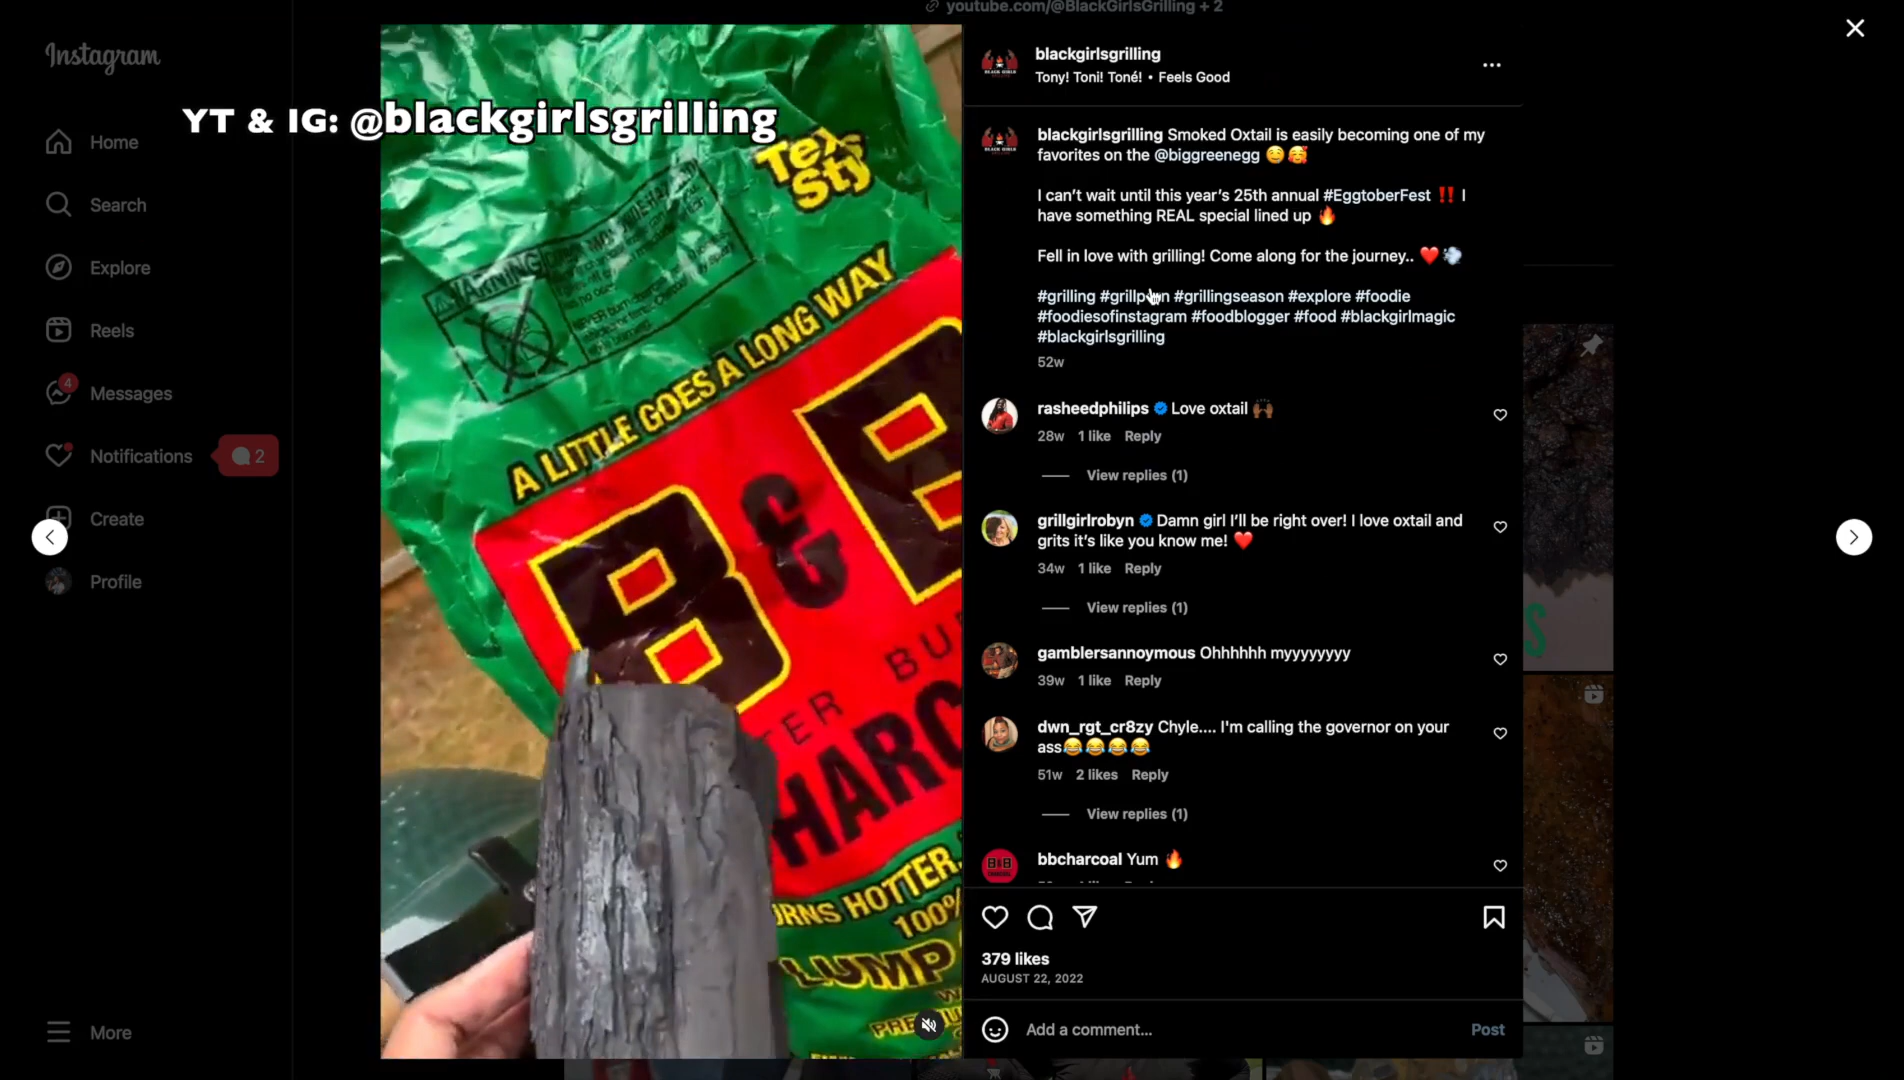 youtube.com/@BlackGirlsGrilling + 2
Instagram
YT & IG: @blackgirlsgrilling
Home
Search
Explore
Reels
4
Messages
Notifications
2
Create
Profile
More
WARNING
A LITTLE GOES A LONG WAY
B&B
LUMP
100%
blackgirlsgrilling
Tony! Toni! Toné! • Feels Good
blackgirlsgrilling Smoked Oxtail is easily becoming one of my
favorites on the @biggreenegg 😋🥰
I can't wait until this year's 25th annual #EggtoberFest ‼️ I
have something REAL special lined up 🔥
Fell in love with grilling! Come along for the journey.. ❤️💨
#grilling #grillporn #grillingseason #explore #foodie
#foodiesofinstagram #foodblogger #food #blackgirlmagic
#blackgirlsgrilling
52w
rasheedphilips Love oxtail 🙌🏾
28w 1 like Reply
View replies (1)
grillgirlrobyn Damn girl I'll be right over! I love oxtail and
grits it's like you know me! ❤️
34w 1 like Reply
View replies (1)
gamblersannoymous Ohhhhhh myyyyyyyy
39w 1 like Reply
dwn_rgt_cr8zy Chyle.... I'm calling the governor on your
ass😂😂😂😂
51w 2 likes Reply
View replies (1)
bbcharcoal Yum 🔥
379 likes
AUGUST 22, 2022
Add a comment...
Post